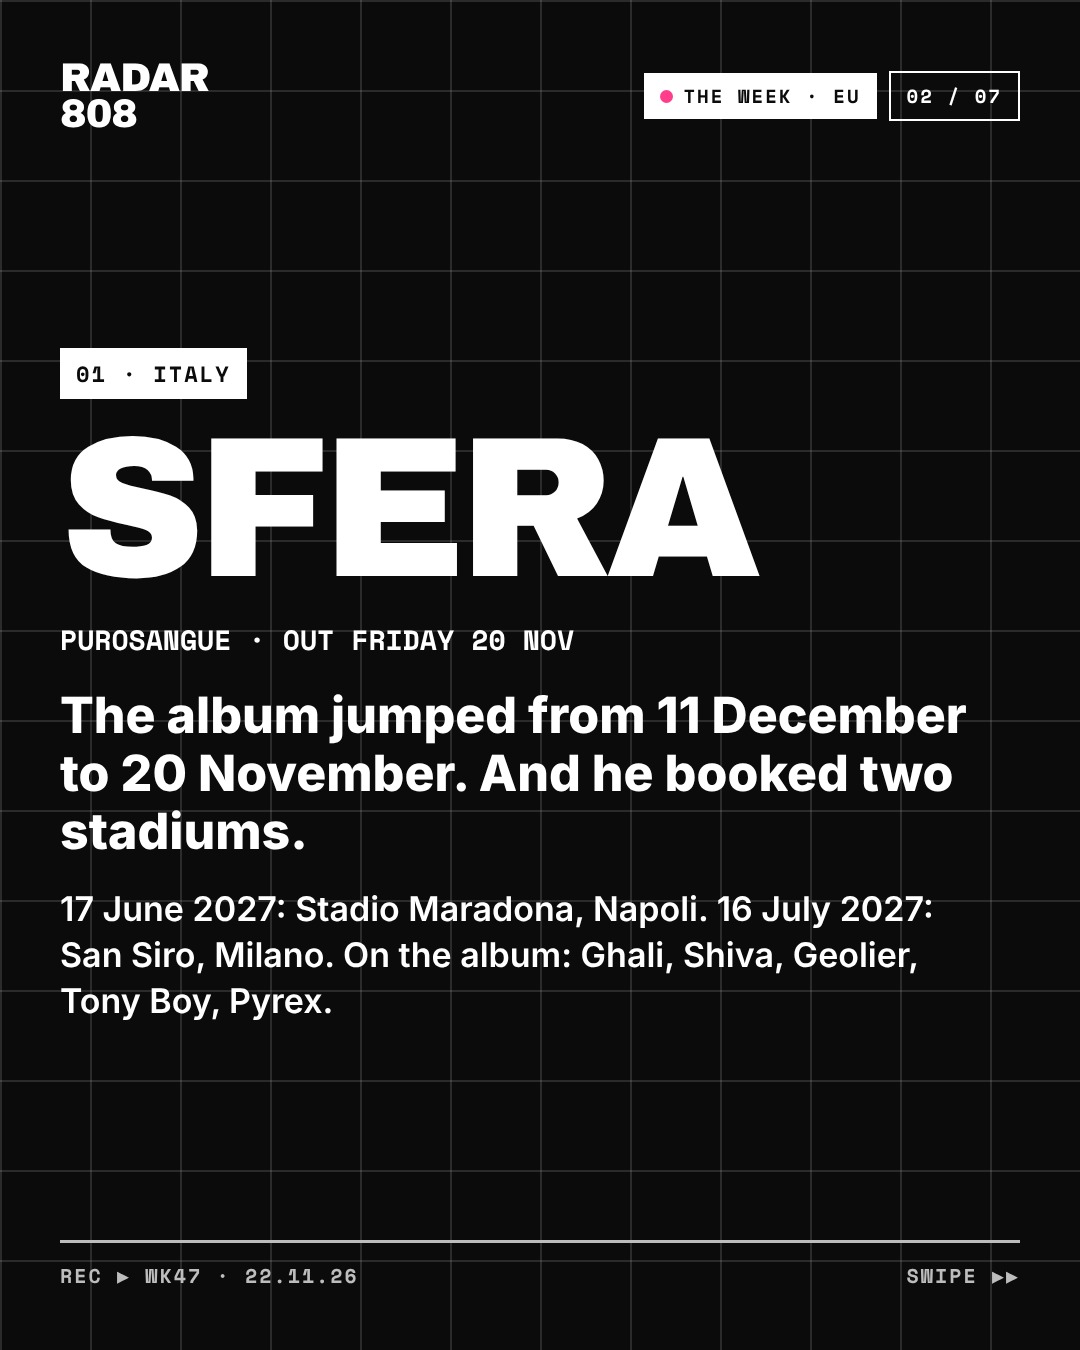 RADAR
808
THE WEEK · EU
02 / 07
01 · ITALY
SFERA
PUROSANGUE · OUT FRIDAY 20 NOV
The album jumped from 11 December
to 20 November. And he booked two
stadiums.
17 June 2027: Stadio Maradona, Napoli. 16 July 2027:
San Siro, Milano. On the album: Ghali, Shiva, Geolier,
Tony Boy, Pyrex.
REC ▶ WK47 · 22.11.26
SWIPE ▶▶